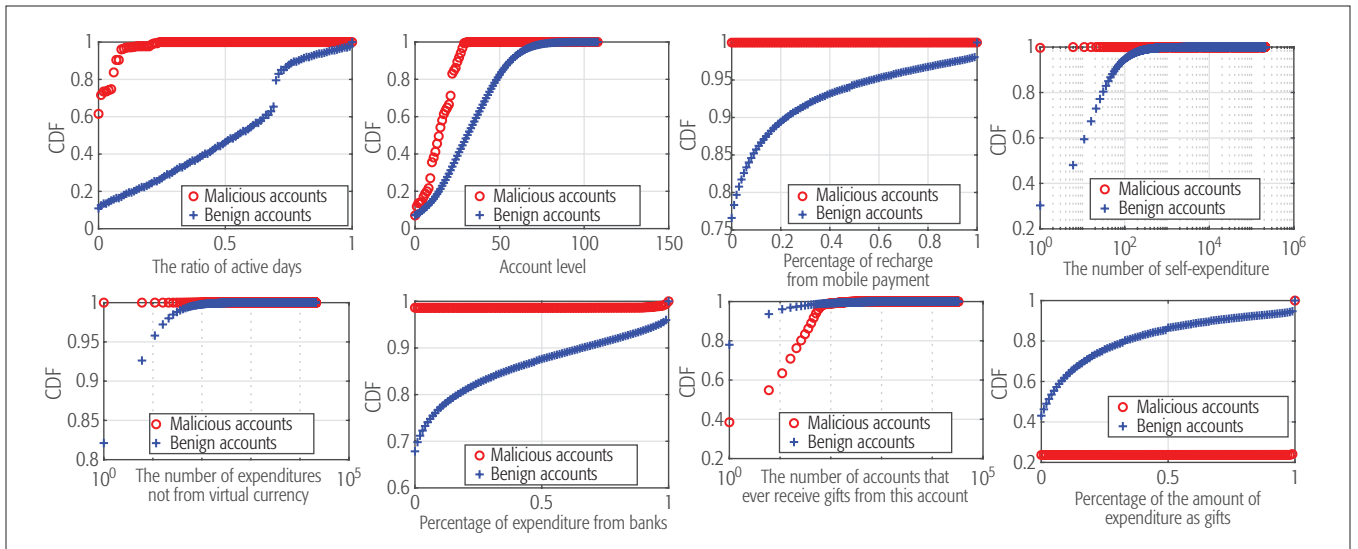 1
0.8
0.6
0.4
0.2
0
CDF
Malicious accounts
Benign accounts
0
0.5
1
The ratio of active days
1
0.8
0.6
0.4
0.2
0
CDF
Malicious accounts
Benign accounts
0
50
100
150
Account level
1
0.95
0.9
0.85
0.8
0.75
CDF
Malicious accounts
Benign accounts
0
0.2
0.4
0.6
0.8
1
Percentage of recharge
from mobile payment
1
0.8
0.6
0.4
0.2
CDF
Malicious accounts
Benign accounts
10^0
10^2
10^4
10^6
The number of self-expenditure
1
0.95
0.9
0.85
0.8
CDF
Malicious accounts
Benign accounts
10^0
10^5
The number of expenditures
not from virtual currency
1
0.9
0.8
0.7
0.6
CDF
Malicious accounts
Benign accounts
0
0.5
1
Percentage of expenditure from banks
1
0.8
0.6
0.4
0.2
CDF
Malicious accounts
Benign accounts
10^0
10^5
The number of accounts that
ever receive gifts from this account
1
0.8
0.6
0.4
0.2
CDF
Malicious accounts
Benign accounts
0
0.5
1
Percentage of the amount of
expenditure as gifts